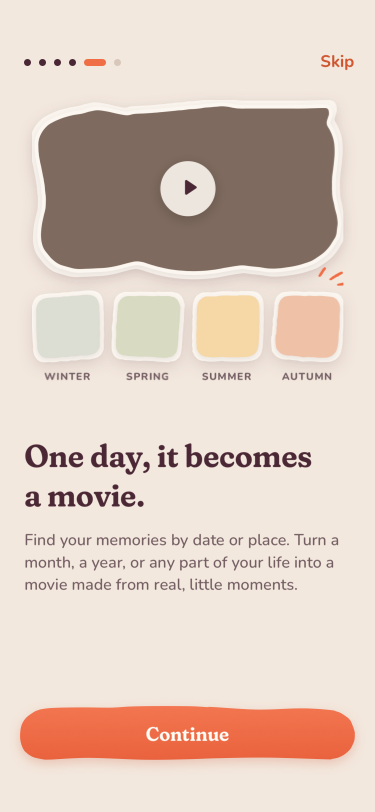 Skip
WINTER SPRING SUMMER AUTUMN
One day, it becomes
a movie.
Find your memories by date or place. Turn a
month, a year, or any part of your life into a
movie made from real, little moments.
Continue